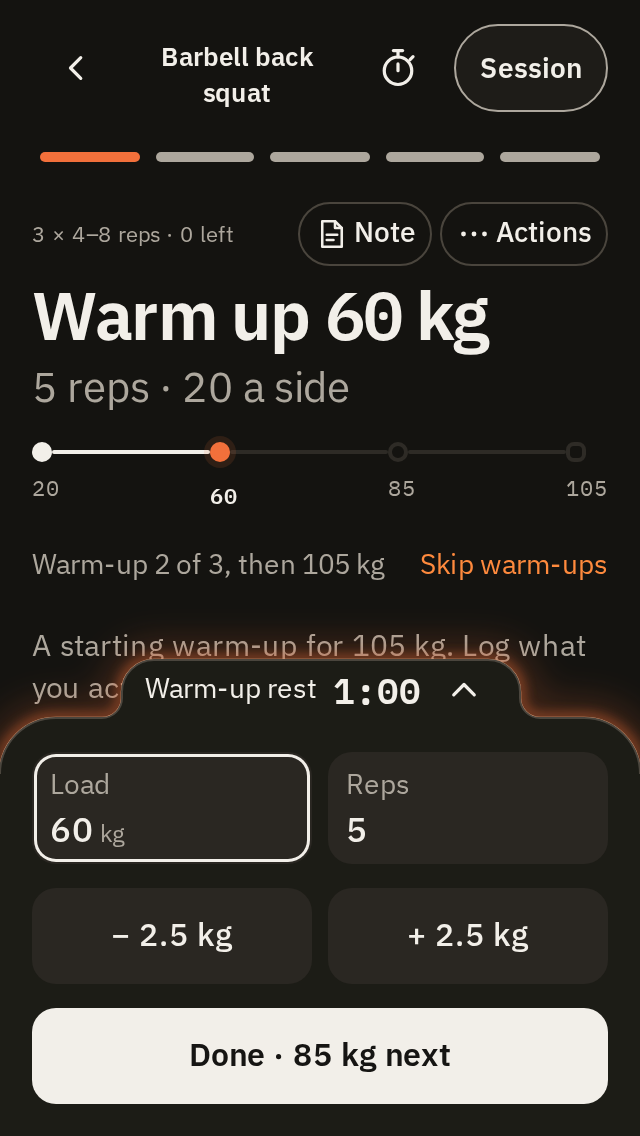 Barbell back
squat
Session
3 × 4–8 reps · 0 left
Note
Actions
Warm up 60 kg
5 reps · 20 a side
20
60
85
105
Warm-up 2 of 3, then 105 kg
Skip warm-ups
A starting warm-up for 105 kg. Log what
you
Warm-up rest 1:00
Load
60 kg
Reps
5
− 2.5 kg
+ 2.5 kg
Done · 85 kg next